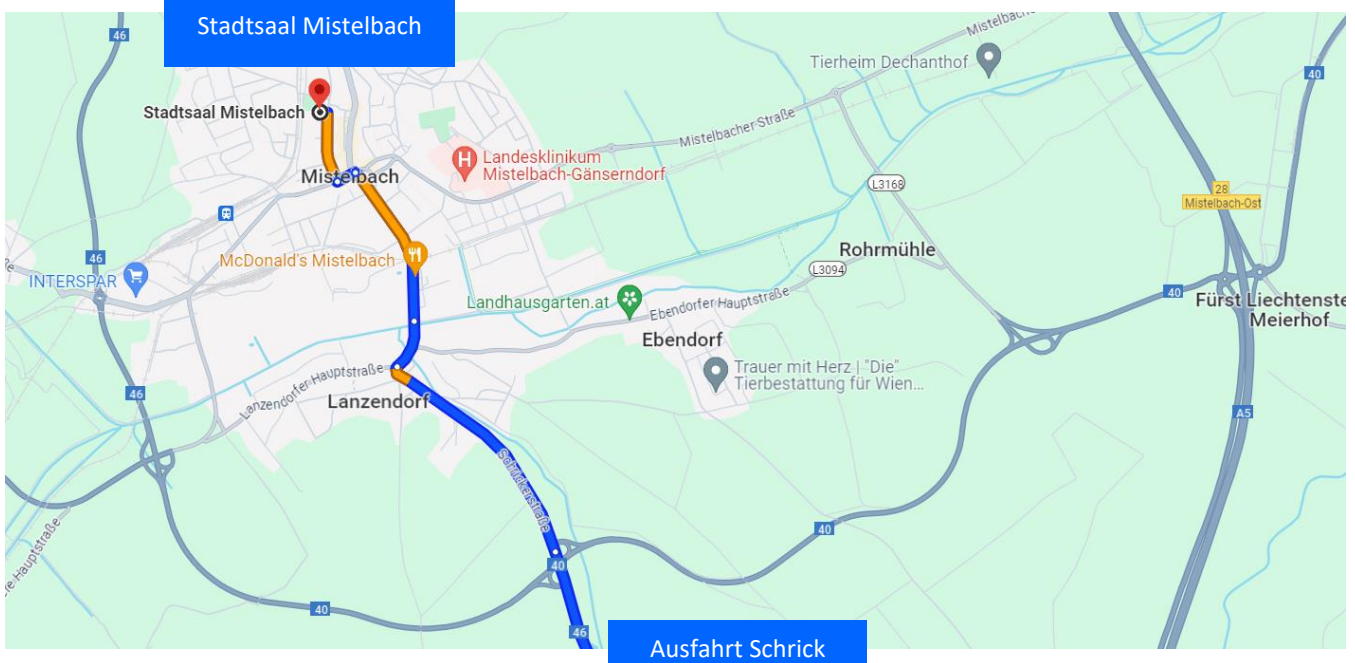 Stadtsaal Mistelbach
46
Mistelbach
Tierheim Dechanthof
40
Stadtsaal Mistelbach
Mistelbacher Straße
Landesklinikum
Mistelbach-Gänserndorf
Mistelbach
L3168
28
Mistelbach-Ost
Rohrmühle
McDonald's Mistelbach
46
L3094
INTERSPAR
Landhausgarten.at
Ebendorfer Hauptstraße
40
Fürst Liechtenste
Meierhof
Ebendorf
Trauer mit Herz | "Die"
Tierbestattung für Wien...
Lanzendorfer Hauptstraße
46
Lanzendorf
A5
Schrickerstraße
40
ere Hauptstraße
40
40
46
Ausfahrt Schrick